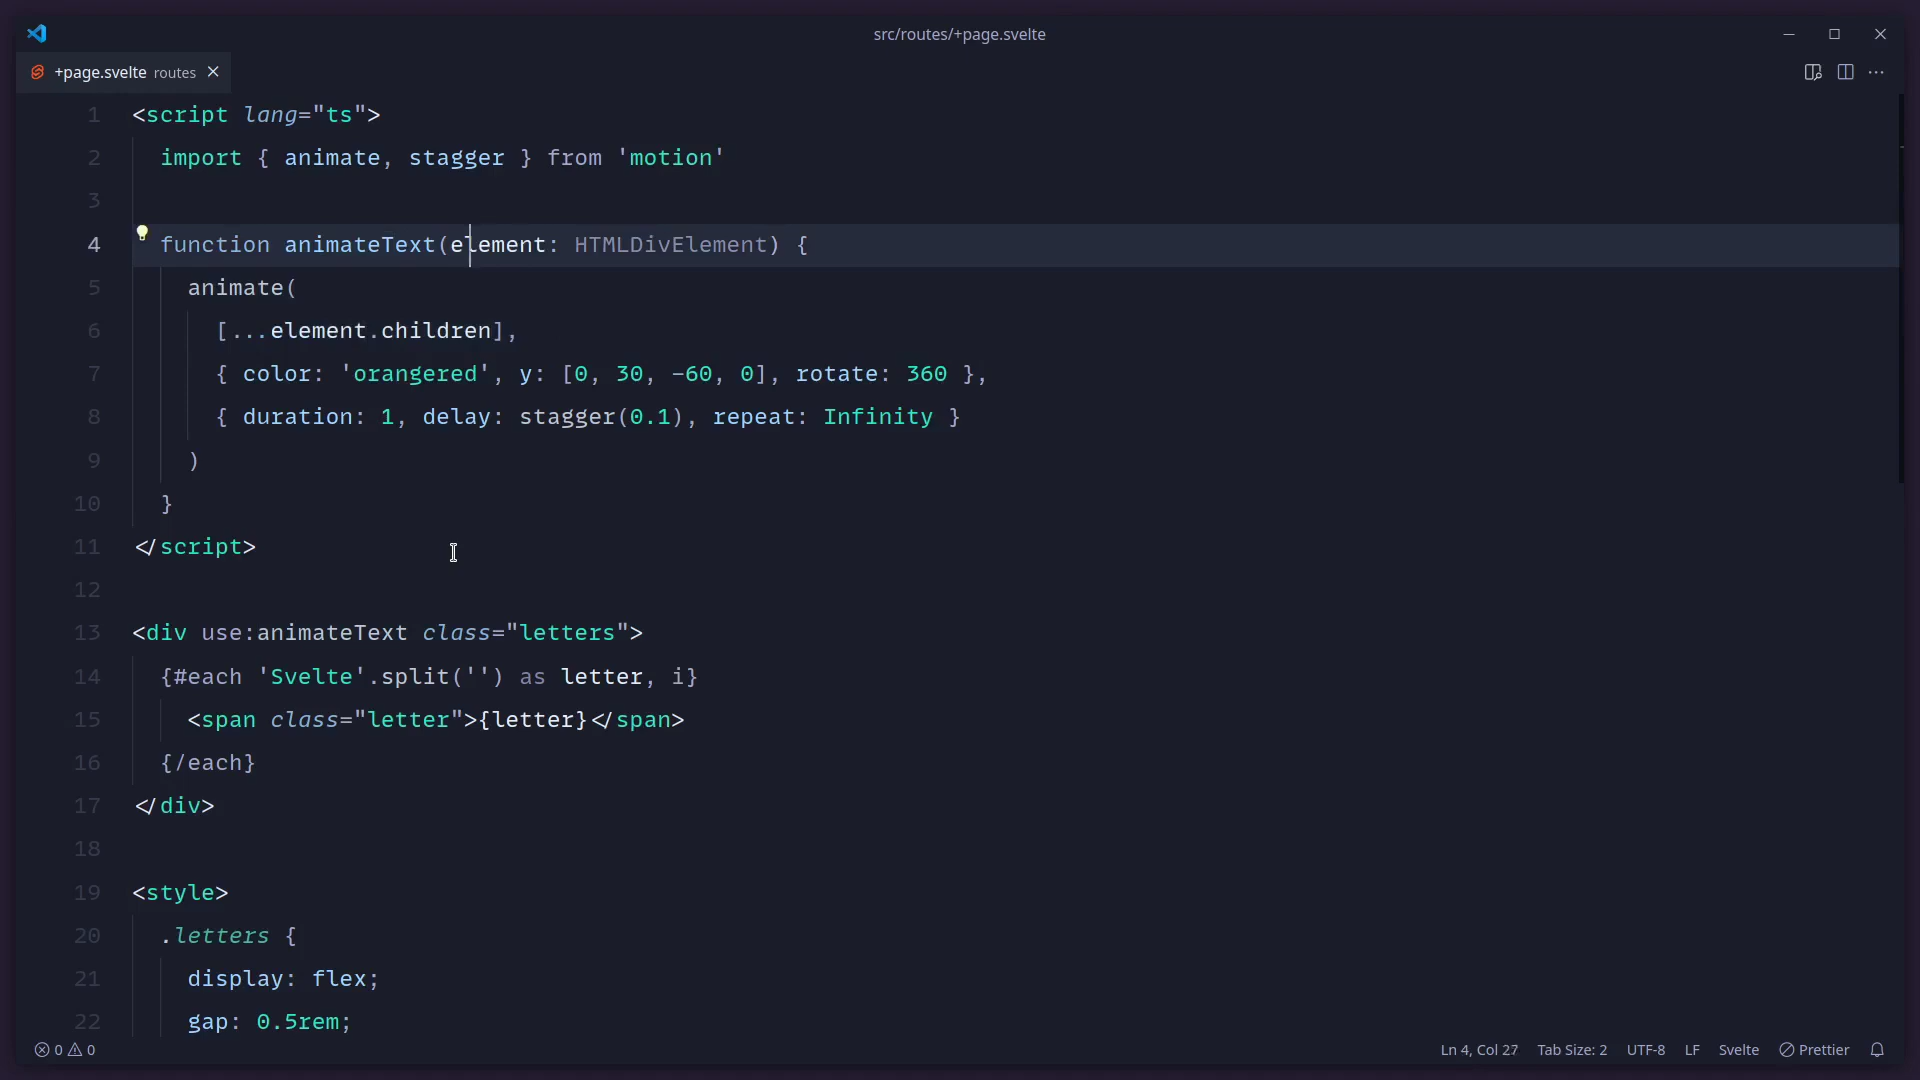 src/routes/+page.svelte
+page.svelte routes
1 <script lang="ts">
2 import { animate, stagger } from 'motion'
3
4 function animateText(element: HTMLDivElement) {
5 animate(
6 [...element.children],
7 { color: 'orangered', y: [0, 30, -60, 0], rotate: 360 },
8 { duration: 1, delay: stagger(0.1), repeat: Infinity }
9 )
10 }
11 </script>
12
13 <div use:animateText class="letters">
14 {#each 'Svelte'.split('') as letter, i}
15 <span class="letter">{letter}</span>
16 {/each}
17 </div>
18
19 <style>
20 .letters {
21 display: flex;
22 gap: 0.5rem;
0 0 Ln 4, Col 27 Tab Size: 2 UTF-8 LF Svelte Prettier